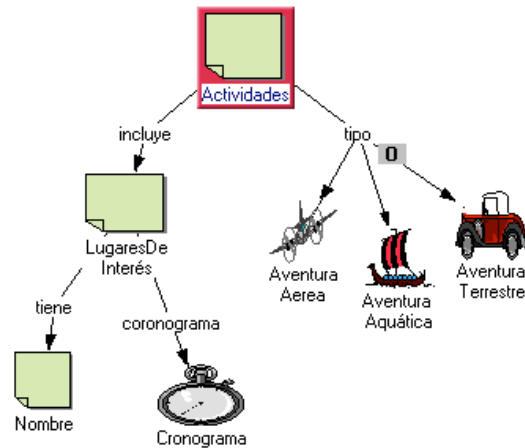 Actividades
incluye
tipo
0
LugaresDe
Interés
Aventura
Aerea
Aventura
Aquática
Aventura
Terrestre
tiene
coronograma
Nombre
Cronograma